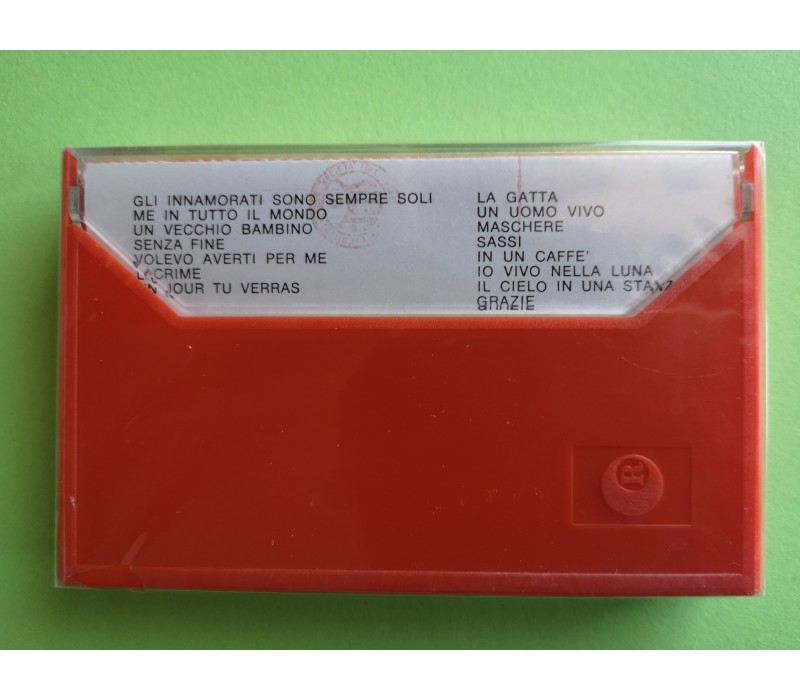 GLI INNAMORATI SONO SEMPRE SOLI
ME IN TUTTO IL MONDO
UN VECCHIO BAMBINO
SENZA FINE
VOLEVO AVERTI PER ME
LACRIME
UN JOUR TU VERRAS
LA GATTA
UN UOMO VIVO
MASCHERE
SASSI
IN UN CAFFE'
IO VIVO NELLA LUNA
IL CIELO IN UNA STANZ
GRAZIE
R